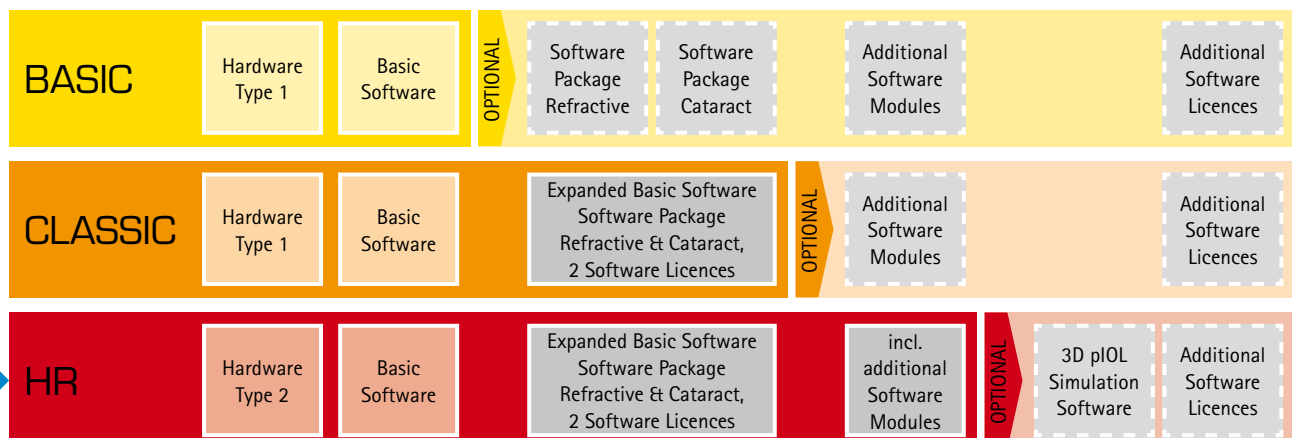 BASIC
Hardware
Type 1
Basic
Software
OPTIONAL
Software
Package
Refractive
Software
Package
Cataract
Additional
Software
Modules
Additional
Software
Licences
CLASSIC
Hardware
Type 1
Basic
Software
Expanded Basic Software
Software Package
Refractive & Cataract,
2 Software Licences
OPTIONAL
Additional
Software
Modules
Additional
Software
Licences
HR
Hardware
Type 2
Basic
Software
Expanded Basic Software
Software Package
Refractive & Cataract,
2 Software Licences
incl.
additional
Software
Modules
OPTIONAL
3D pIOL
Simulation
Software
Additional
Software
Licences